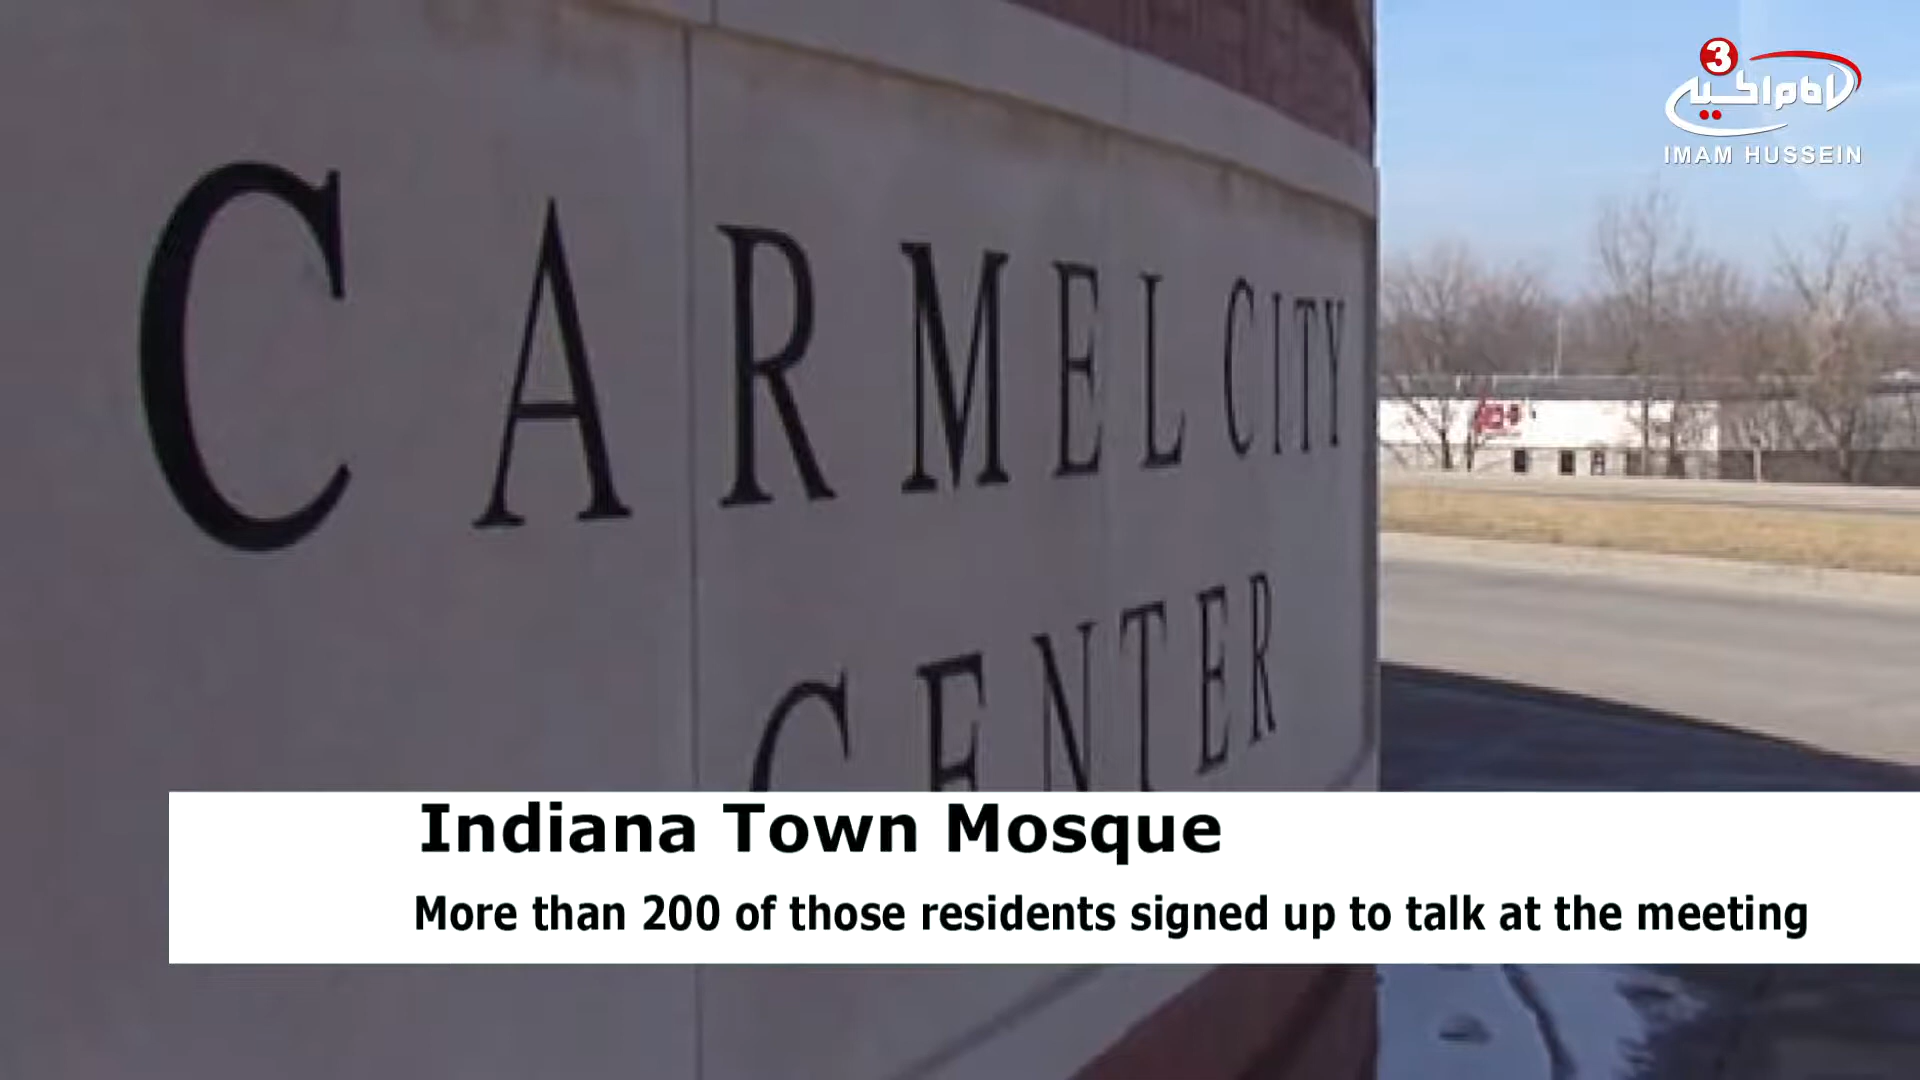 3
IMAM HUSSEIN
CARMEL CITY
CENTER
Indiana Town Mosque
More than 200 of those residents signed up to talk at the meeting